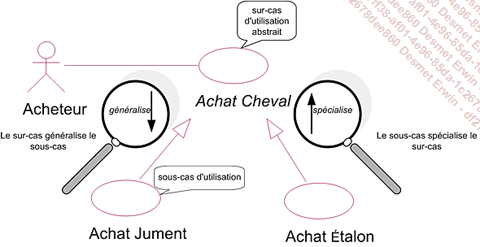 sur-cas
d'utilisation
abstrait
Acheteur
Achat Cheval
généralise
spécialise
Le sur-cas généralise le
sous-cas
Le sous-cas spécialise le
sur-cas
sous-cas d'utilisation
Achat Jument
Achat Étalon